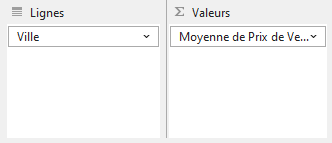 Lignes
Σ Valeurs
Ville
Moyenne de Prix de Ve...